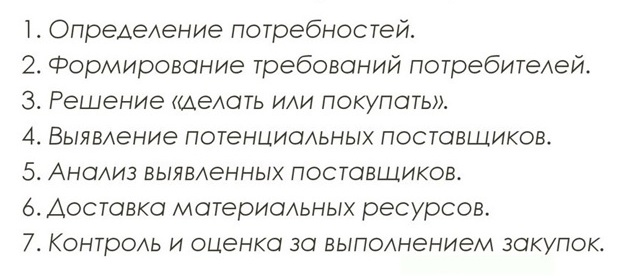 1. Определение потребностей.
2. Формирование требований потребителей.
3. Решение «делать или покупать».
4. Выявление потенциальных поставщиков.
5. Анализ выявленных поставщиков.
6. Доставка материальных ресурсов.
7. Контроль и оценка за выполнением закупок.